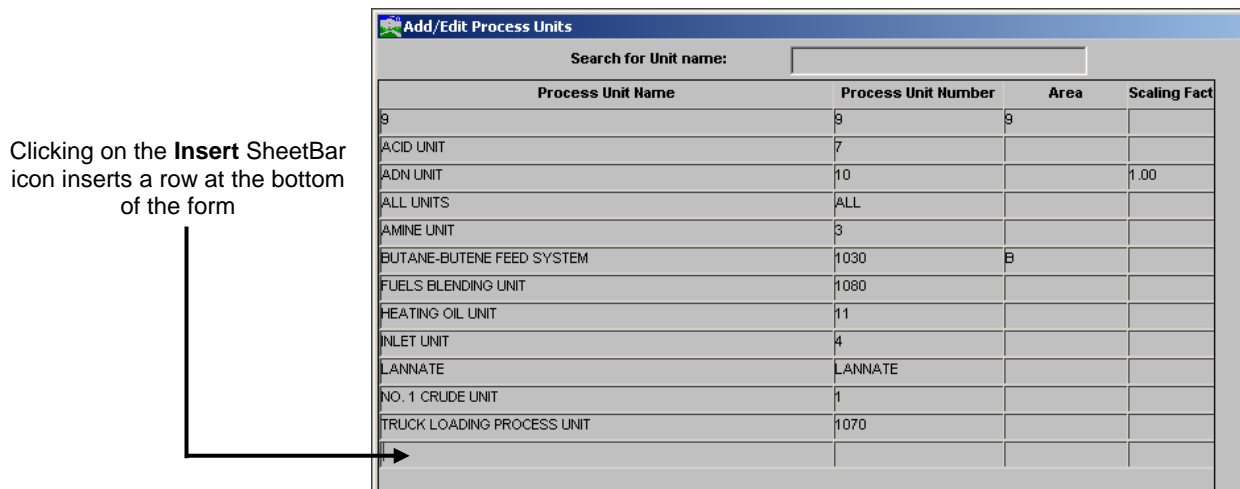 Add/Edit Process Units
Search for Unit name:
Process Unit Name Process Unit Number Area Scaling Fact
9 9 9
ACID UNIT 7
ADN UNIT 10 1.00
ALL UNITS ALL
AMINE UNIT 3
BUTANE-BUTENE FEED SYSTEM 1030 B
FUELS BLENDING UNIT 1080
HEATING OIL UNIT 11
INLET UNIT 4
LANNATE LANNATE
NO. 1 CRUDE UNIT 1
TRUCK LOADING PROCESS UNIT 1070
Clicking on the Insert SheetBar
icon inserts a row at the bottom
of the form